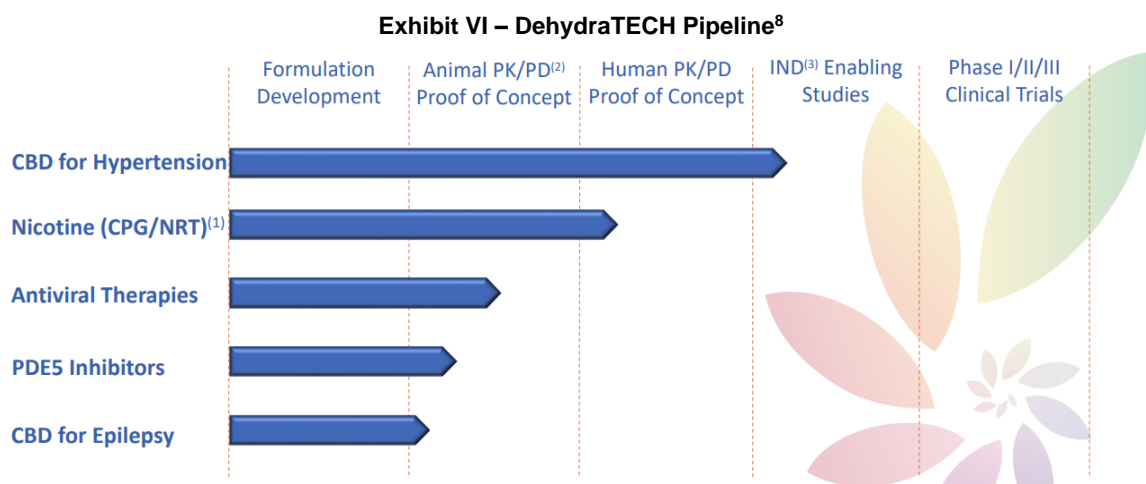 Exhibit VI – DehydraTECH Pipeline8
Formulation
Development
Animal PK/PD(2)
Proof of Concept
Human PK/PD
Proof of Concept
IND(3) Enabling
Studies
Phase I/II/III
Clinical Trials
CBD for Hypertension
Nicotine (CPG/NRT)(1)
Antiviral Therapies
PDE5 Inhibitors
CBD for Epilepsy